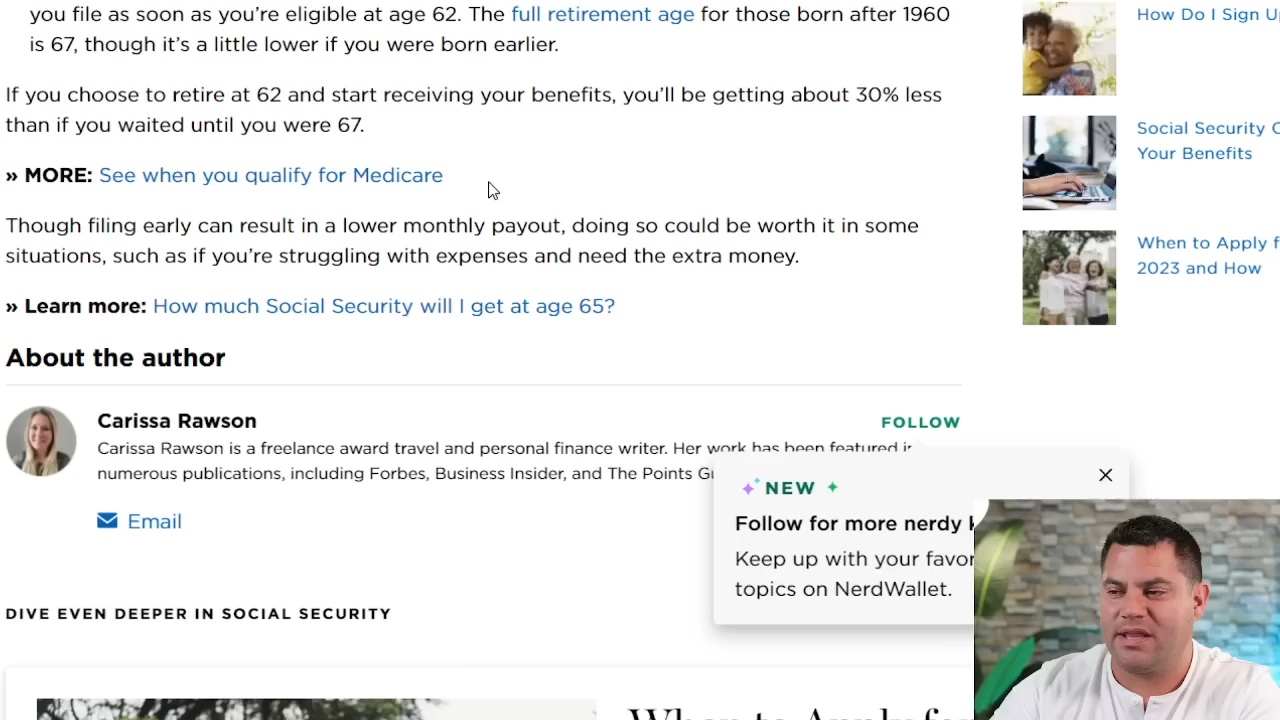 you file as soon as you're eligible at age 62. The full retirement age for those born after 1960
is 67, though it's a little lower if you were born earlier.
If you choose to retire at 62 and start receiving your benefits, you'll be getting about 30% less
than if you waited until you were 67.
» MORE: See when you qualify for Medicare
Though filing early can result in a lower monthly payout, doing so could be worth it in some
situations, such as if you're struggling with expenses and need the extra money.
» Learn more: How much Social Security will I get at age 65?
About the author
Carissa Rawson
FOLLOW
Carissa Rawson is a freelance award travel and personal finance writer. Her work has been featured in
numerous publications, including Forbes, Business Insider, and The Points
Email
NEW
Follow for more nerdy
Keep up with your
topics on NerdWallet.
DIVE EVEN DEEPER IN SOCIAL SECURITY
When to Apply for
How Do I Sign
Social Security
Your Benefits
When to Apply
2023 and How